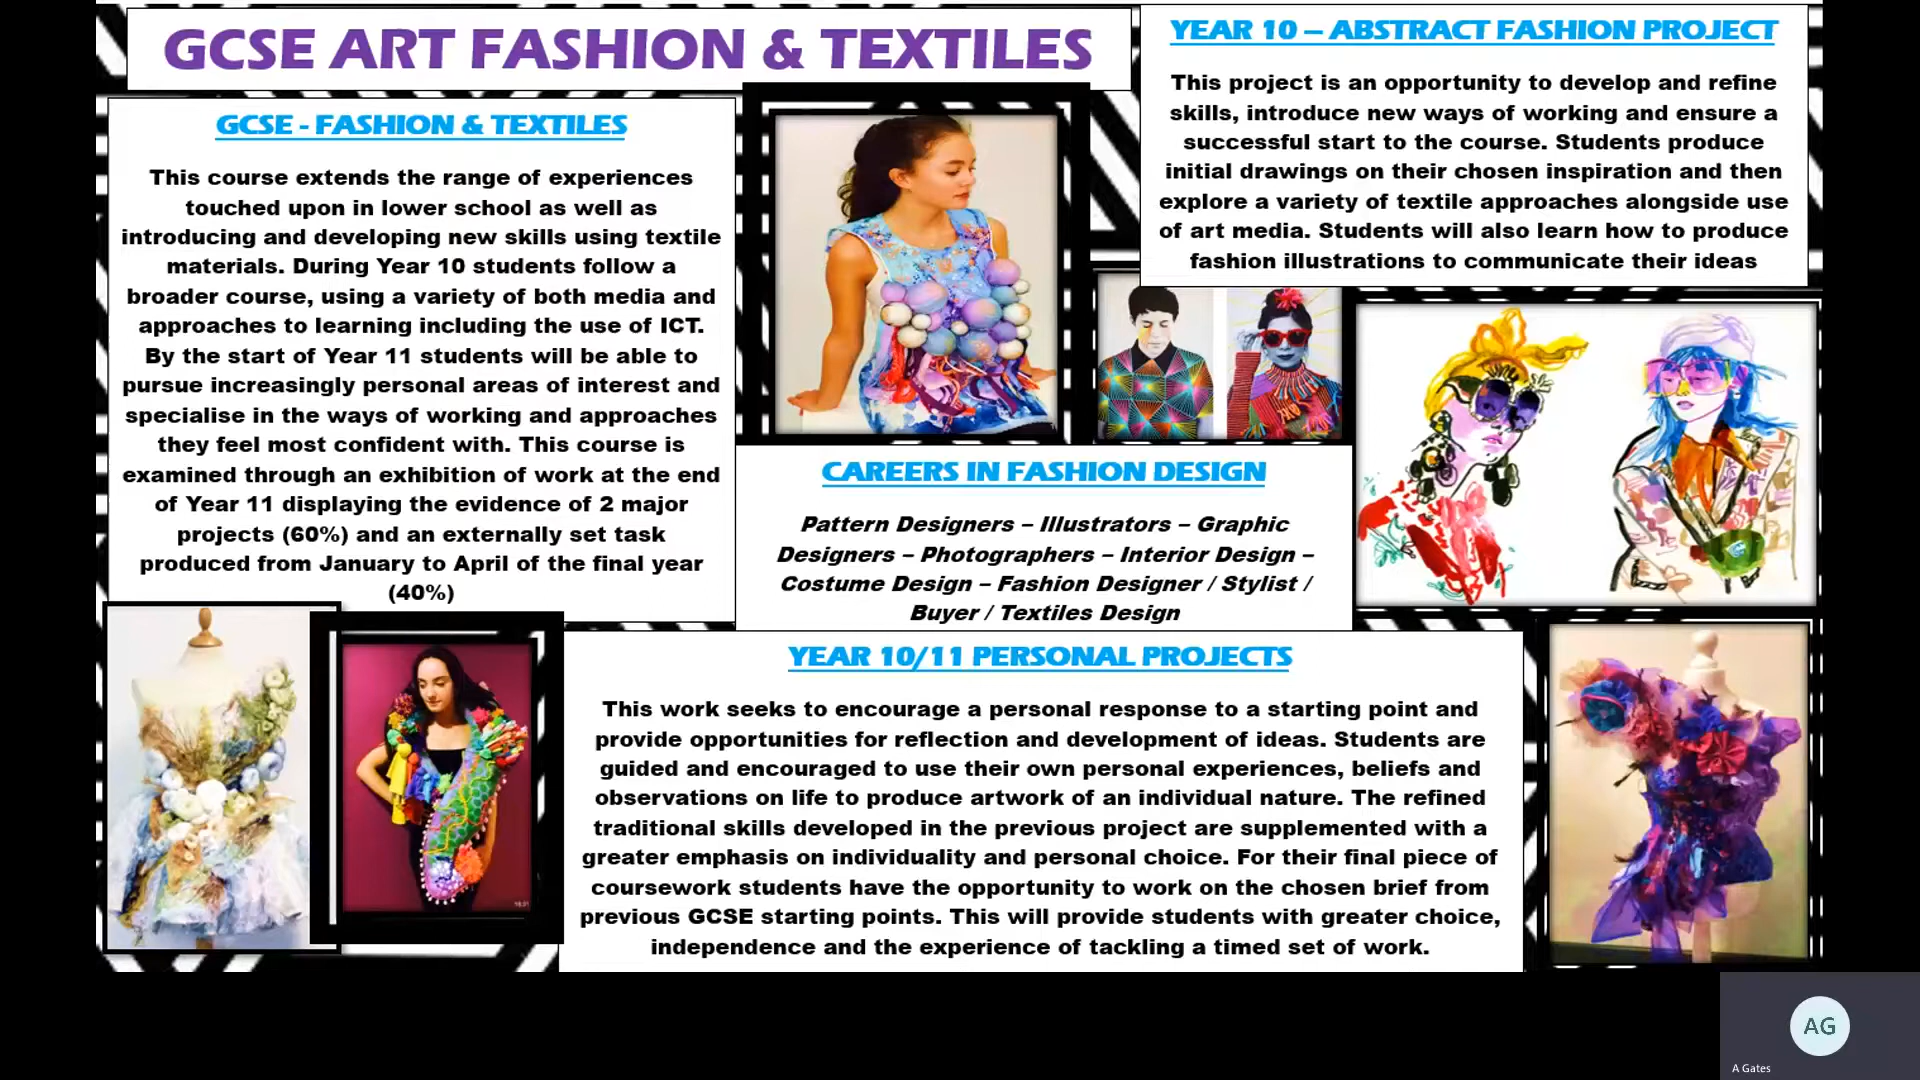 GCSE ART FASHION & TEXTILES
GCSE - FASHION & TEXTILES
This course extends the range of experiences
touched upon in lower school as well as
introducing and developing new skills using textile
materials. During Year 10 students follow a
broader course, using a variety of both media and
approaches to learning including the use of ICT.
By the start of Year 11 students will be able to
pursue increasingly personal areas of interest and
specialise in the ways of working and approaches
they feel most confident with. This course is
examined through an exhibition of work at the end
of Year 11 displaying the evidence of 2 major
projects (60%) and an externally set task
produced from January to April of the final year
(40%)
YEAR 10 – ABSTRACT FASHION PROJECT
This project is an opportunity to develop and refine
skills, introduce new ways of working and ensure a
successful start to the course. Students produce
initial drawings on their chosen inspiration and then
explore a variety of textile approaches alongside use
of art media. Students will also learn how to produce
fashion illustrations to communicate their ideas
CAREERS IN FASHION DESIGN
Pattern Designers – Illustrators – Graphic
Designers – Photographers – Interior Design –
Costume Design – Fashion Designer / Stylist /
Buyer / Textiles Design
YEAR 10/11 PERSONAL PROJECTS
This work seeks to encourage a personal response to a starting point and
provide opportunities for reflection and development of ideas. Students are
guided and encouraged to use their own personal experiences, beliefs and
observations on life to produce artwork of an individual nature. The refined
traditional skills developed in the previous project are supplemented with a
greater emphasis on individuality and personal choice. For their final piece of
coursework students have the opportunity to work on the chosen brief from
previous GCSE starting points. This will provide students with greater choice,
independence and the experience of tackling a timed set of work.
AG
A Gates